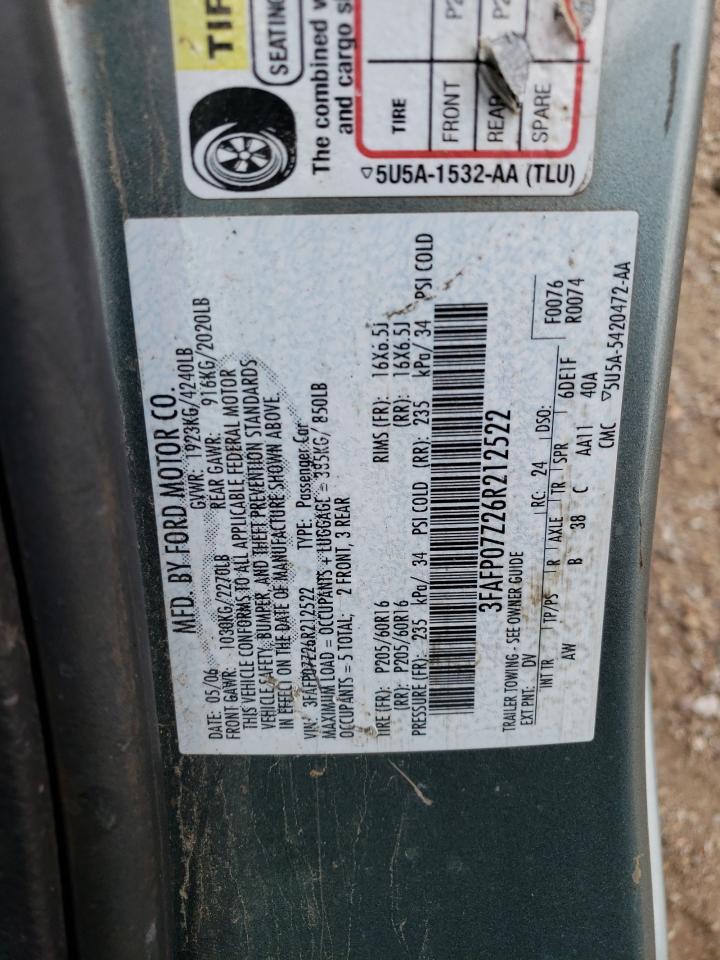 TIR
SEATING
The combined w
and cargo s
TIRE
FRONT P2
REAR P2
SPARE
▽5U5A-1532-AA (TLU)
MFD. BY FORD MOTOR CO.
DATE: 05/06 GVWR: 1923KG/4240LB
FRONT GAWR: 1030KG/2270LB REAR GAWR: 916KG/2020LB
THIS VEHICLE CONFORMS TO ALL APPLICABLE FEDERAL MOTOR
VEHICLE SAFETY, BUMPER, AND THEFT PREVENTION STANDARDS
IN EFFECT ON THE DATE OF MANUFACTURE SHOWN ABOVE.
VIN: 3FAFP07Z26R212522 TYPE: Passenger Car
MAXIMUM LOAD = OCCUPANTS + LUGGAGE = 385KG/ 850LB
OCCUPANTS = 5 TOTAL: 2 FRONT, 3 REAR
TIRE (FR): P205/60R16 RIMS (FR): 16X6.5J
(RR): P205/60R16 (RR): 16X6.5J
PRESSURE (FR): 235 kPa/ 34 PSI COLD (RR): 235 kPa/ 34 PSI COLD
3FAFP07Z26R212522
TRAILER TOWING - SEE OWNER GUIDE
EXT PNT: DV RC: 24 DSO: F0076
R0074
INT TR TP/PS R AXLE TR SPR 6DE1F
AW B 38 C AA11 40A
CMC ▽5U5A-5420472-AA